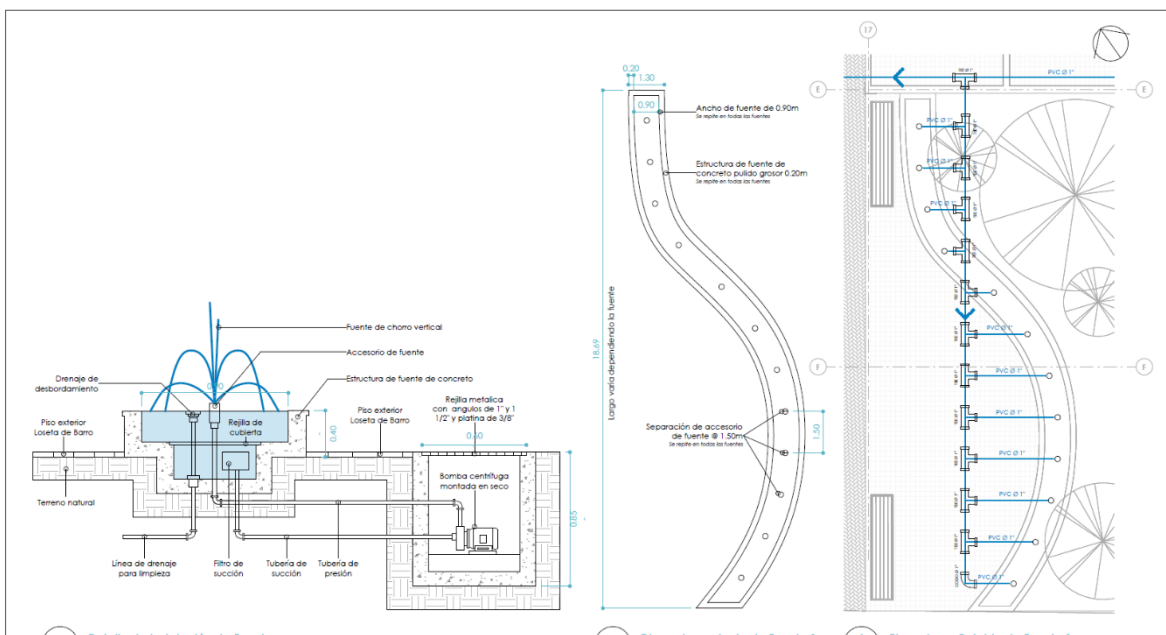 Fuente de chorro vertical
Accesorio de fuente
Drenaje de
desbordamiento
0.90
Estructura de fuente de concreto
Rejilla metalica
con angulos de 1" y 1
1/2" y platina de 3/8"
Piso exterior
Loseta de Barro
Rejilla de
cubierta
0.40
Piso exterior
Loseta de Barro
0.60
Terreno natural
Bomba centrífuga
montada en seco
0.85
Línea de drenaje
para limpieza
Filtro de
succión
Tubería de
succión
Tubería de
presión
0.20
1.30
0.90
Ancho de fuente de 0.90m
Se repite en todas las fuentes
Estructura de fuente de
concreto pulido grosor 0.20m
Se repite en todas las fuentes
18.69
Largo varia dependiendo la fuente
Separación de accesorio
de fuente @ 1.50m
Se repite en todas las fuentes
1.50
17
E
E
F
F
PVC Ø 1"
PVC Ø 1"
PVC Ø 1"
PVC Ø 1"
PVC Ø 1"
PVC Ø 1"
PVC Ø 1"
PVC Ø 1"
PVC Ø 1"
PVC Ø 1"
PVC Ø 1"